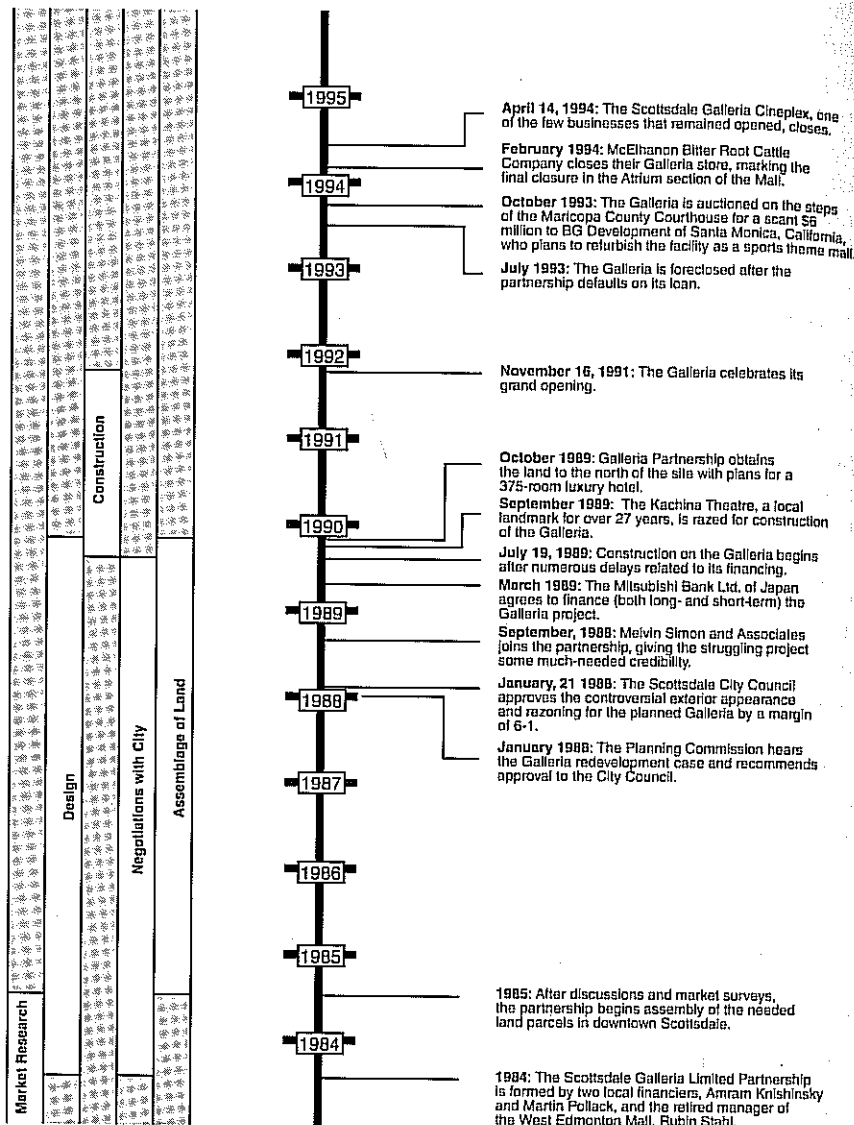 1995
April 14, 1994: The Scottsdale Galleria Cineplex, one
of the few businesses that remained opened, closes.
February 1994: McElhanon Bitter Root Cattle
Company closes their Galleria store, marking the
final closure in the Atrium section of the Mall.
1994
October 1993: The Galleria is auctioned on the steps
of the Maricopa County Courthouse for a scant $6
million to BG Development of Santa Monica, California,
who plans to refurbish the facility as a sports theme mall.
1993
July 1993: The Galleria is foreclosed after the
partnership defaults on its loan.
1992
November 16, 1991: The Galleria celebrates its
grand opening.
1991
October 1989: Galleria Partnership obtains
the land to the north of the site with plans for a
375-room luxury hotel.
1990
September 1989: The Kachina Theatre, a local
landmark for over 27 years, is razed for construction
of the Galleria.
July 19, 1989: Construction on the Galleria begins
after numerous delays related to its financing.
March 1989: The Mitsubishi Bank Ltd. of Japan
agrees to finance (both long- and short-term) the
Galleria project.
1989
September, 1988: Melvin Simon and Associates
joins the partnership, giving the struggling project
some much-needed credibility.
1988
January, 21 1988: The Scottsdale City Council
approves the controversial exterior appearance
and rezoning for the planned Galleria by a margin
of 6-1.
January 1988: The Planning Commission hears
the Galleria redevelopment case and recommends
approval to the City Council.
1987
1986
1985
1985: After discussions and market surveys,
the partnership begins assembly of the needed
land parcels in downtown Scottsdale.
1984
1984: The Scottsdale Galleria Limited Partnership
is formed by two local financiers, Amram Knishinsky
and Martin Pollack, and the retired manager of
the West Edmonton Mall, Rubin Stahl.
Market Research
Design
Construction
Negotiations with City
Assemblage of Land